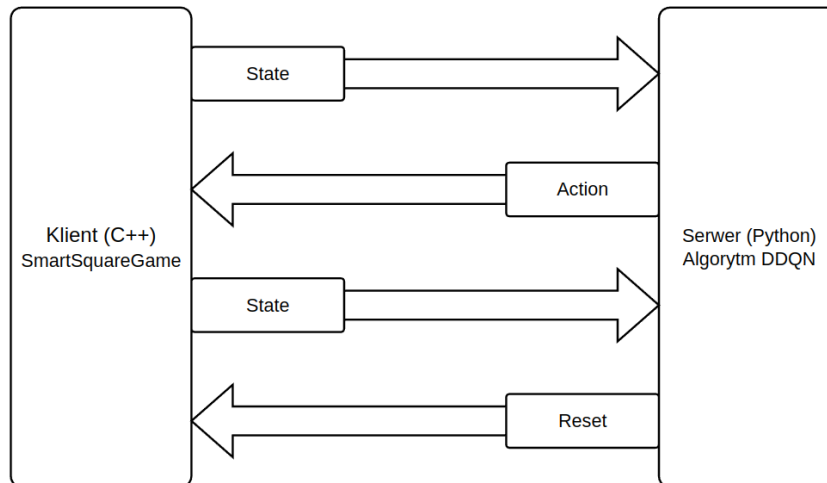 State
Action
Klient (C++)
SmartSquareGame
Serwer (Python)
Algorytm DDQN
State
Reset